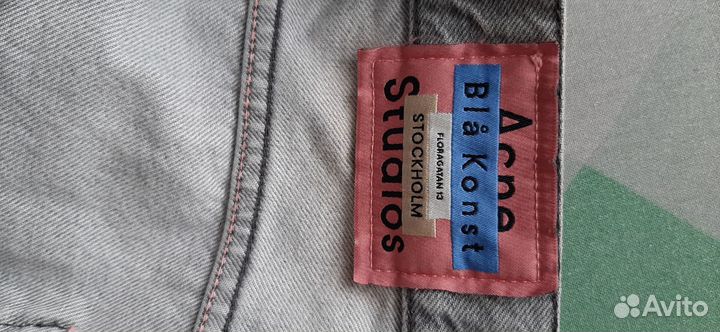 Acne
Blå Konst
Studios
FLORAGATAN 13
STOCKHOLM
Avito